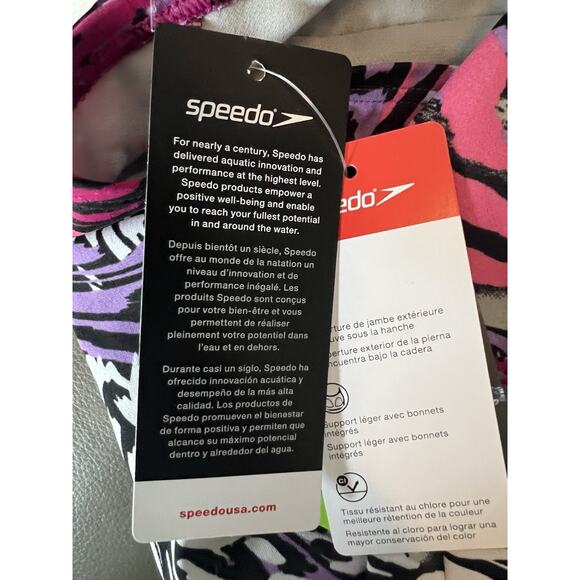 speedo
For nearly a century, Speedo has
delivered aquatic innovation and
performance at the highest level.
Speedo products empower a
positive well-being and enable
you to reach your fullest potential
in and around the water.
Depuis bientôt un siècle, Speedo
offre au monde de la natation un
niveau d'innovation et de
performance inégalé. Les
produits Speedo sont conçus
pour votre bien-être et vous
permettent de réaliser
pleinement votre potentiel dans
l'eau et en dehors.
Durante casi un siglo, Speedo ha
ofrecido innovación acuática y
desempeño de la más alta
calidad. Los productos de
Speedo promueven el bienestar
de forma positiva y permiten que
alcance su máximo potencial
dentro y alrededor del agua.
speedousa.com
edo
rture de jambe extérieure
uve sous la hanche
perture exterior de la pierna
ncuentra bajo la cadera
Support léger avec bonnets
intégrés
Support léger avec bonnets
intégrés
Cl
Tissu résistant au chlore pour une
meilleure rétention de la couleur
Resistente al cloro para lograr una
mayor conservación del color